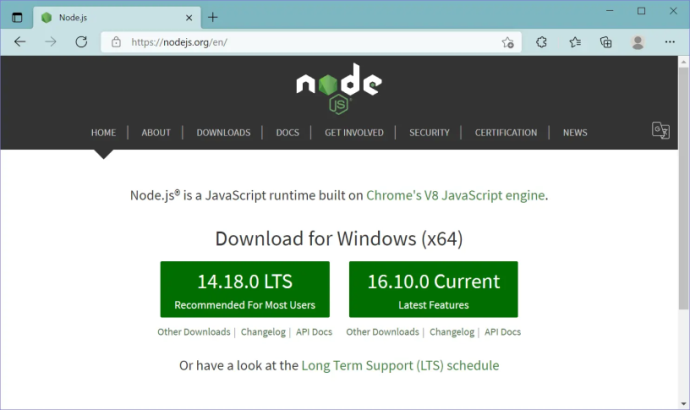 Node.js
https://nodejs.org/en/
node
JS
HOME ABOUT DOWNLOADS DOCS GET INVOLVED SECURITY CERTIFICATION NEWS
Node.js® is a JavaScript runtime built on Chrome's V8 JavaScript engine.
Download for Windows (x64)
14.18.0 LTS
Recommended For Most Users
16.10.0 Current
Latest Features
Other Downloads | Changelog | API Docs
Other Downloads | Changelog | API Docs
Or have a look at the Long Term Support (LTS) schedule